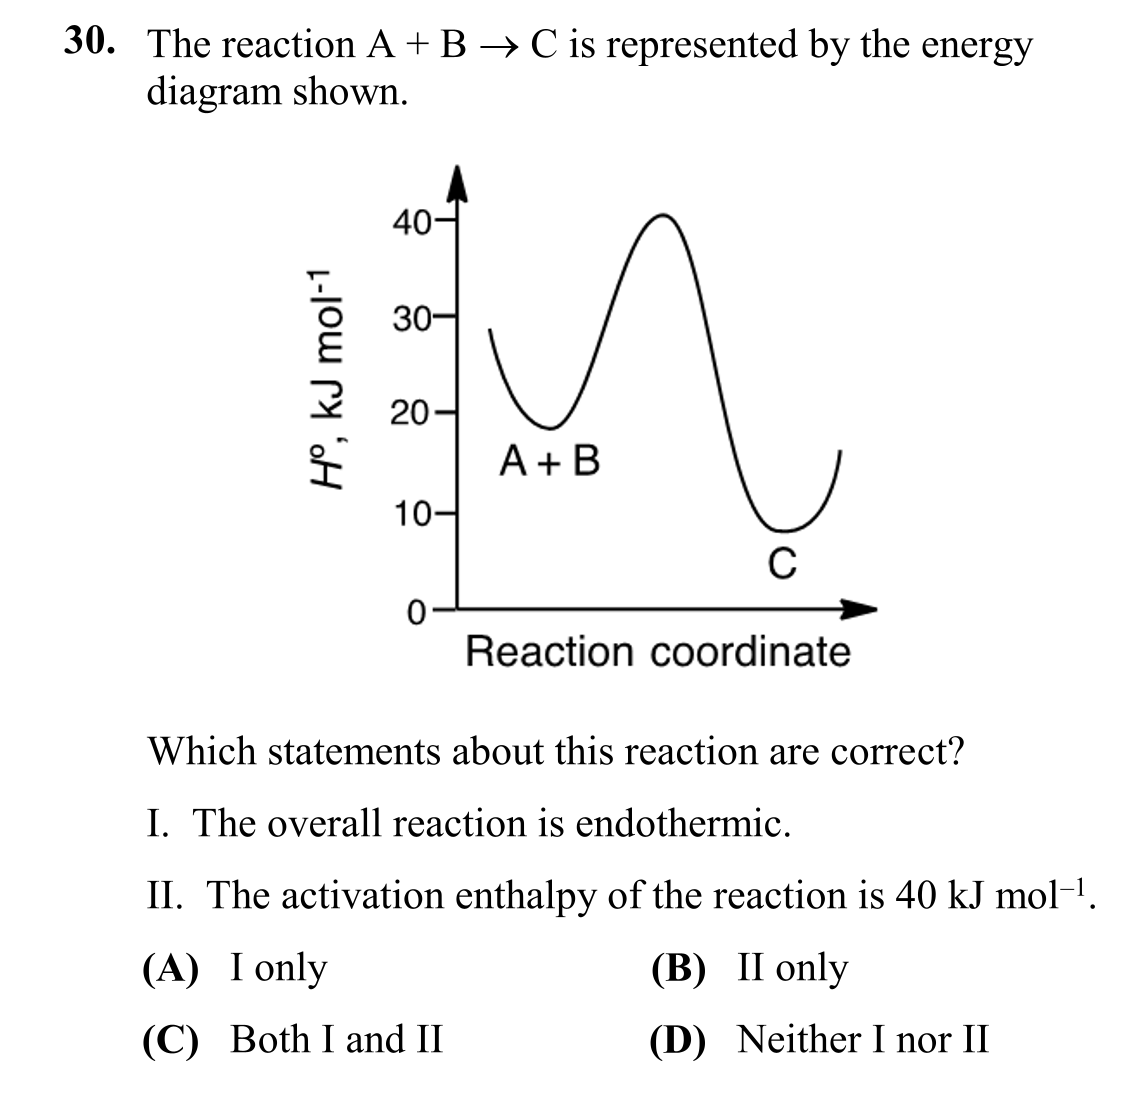 30. The reaction A + B → C is represented by the energy
diagram shown.
40
30
20
10
0
H°, kJ mol⁻¹
A + B
C
Reaction coordinate
Which statements about this reaction are correct?
I. The overall reaction is endothermic.
II. The activation enthalpy of the reaction is 40 kJ mol⁻¹.
(A) I only (B) II only
(C) Both I and II (D) Neither I nor II